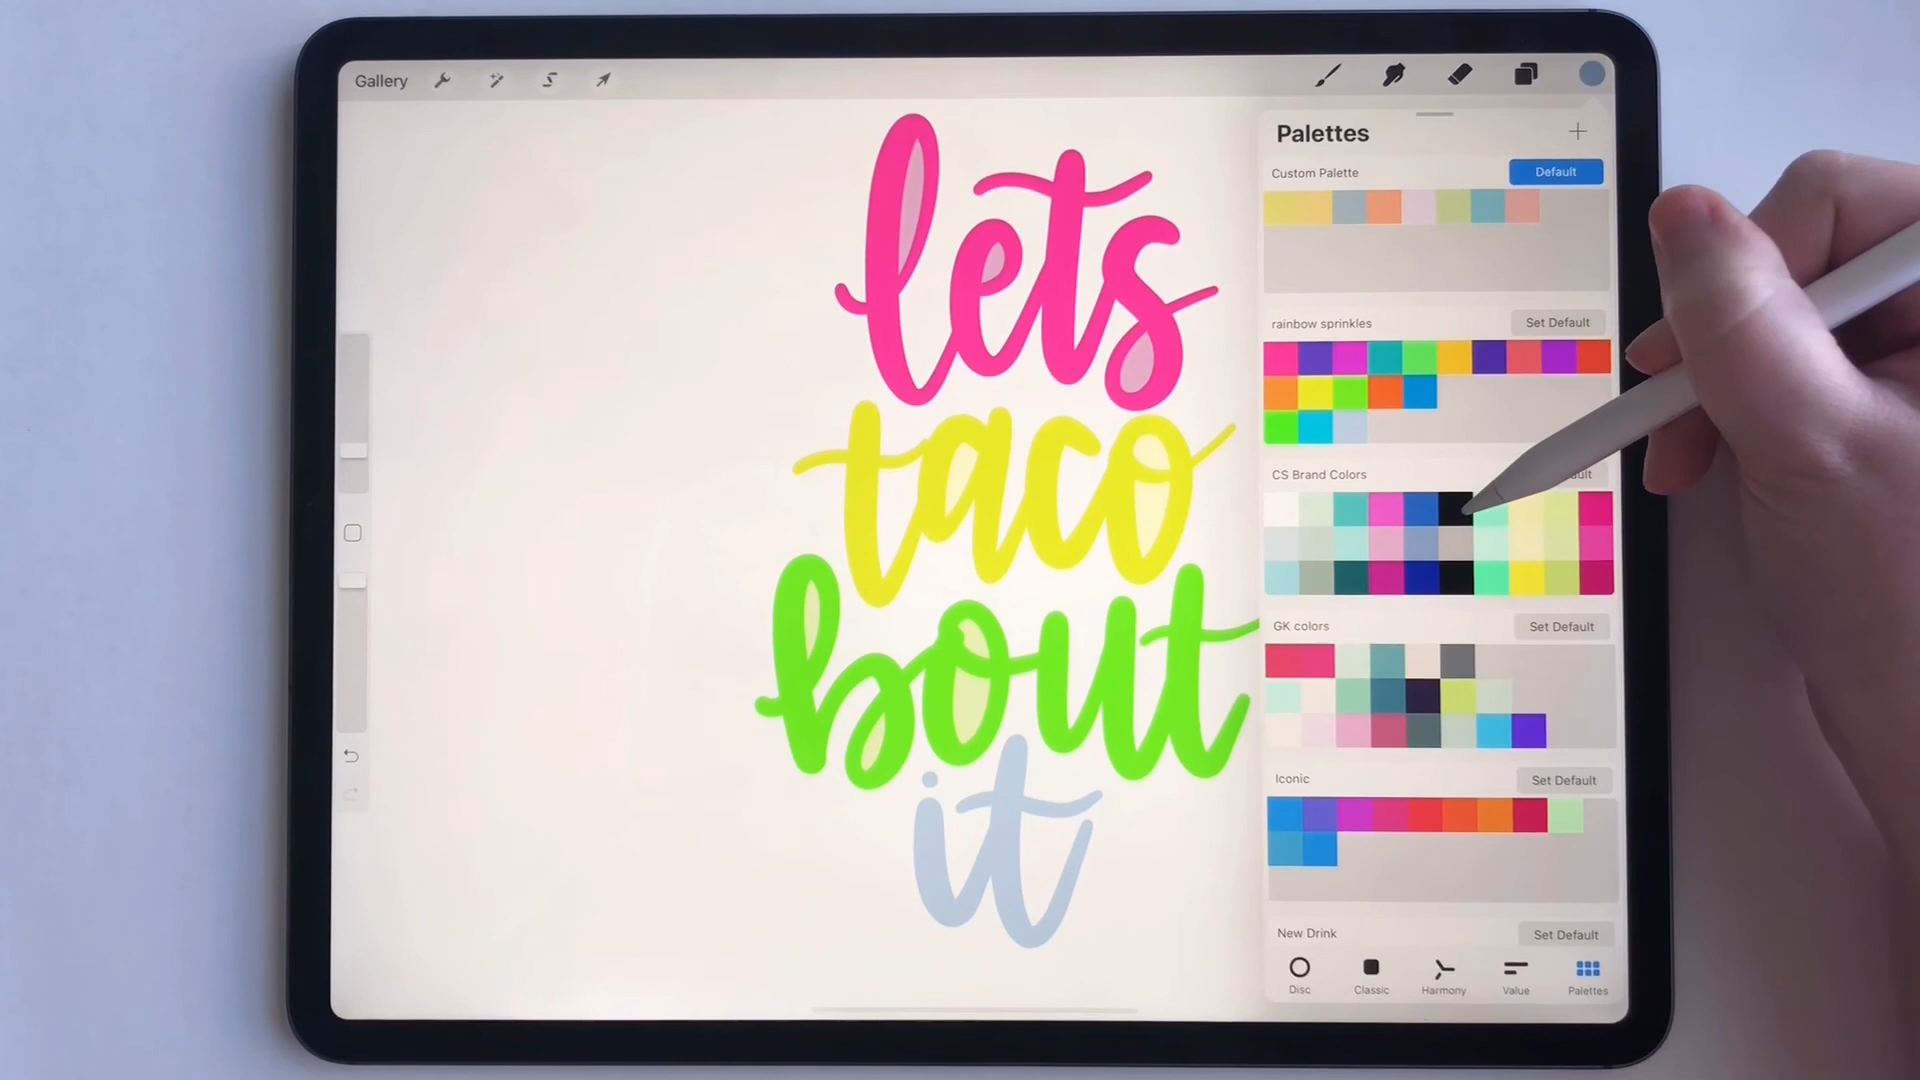 Gallery
lets
taco
bout
it
Palettes
Custom Palette
Default
rainbow sprinkles
Set Default
CS Brand Colors
GK colors
Set Default
Iconic
Set Default
New Drink
Set Default
Disc
Classic
Harmony
Value
Palettes